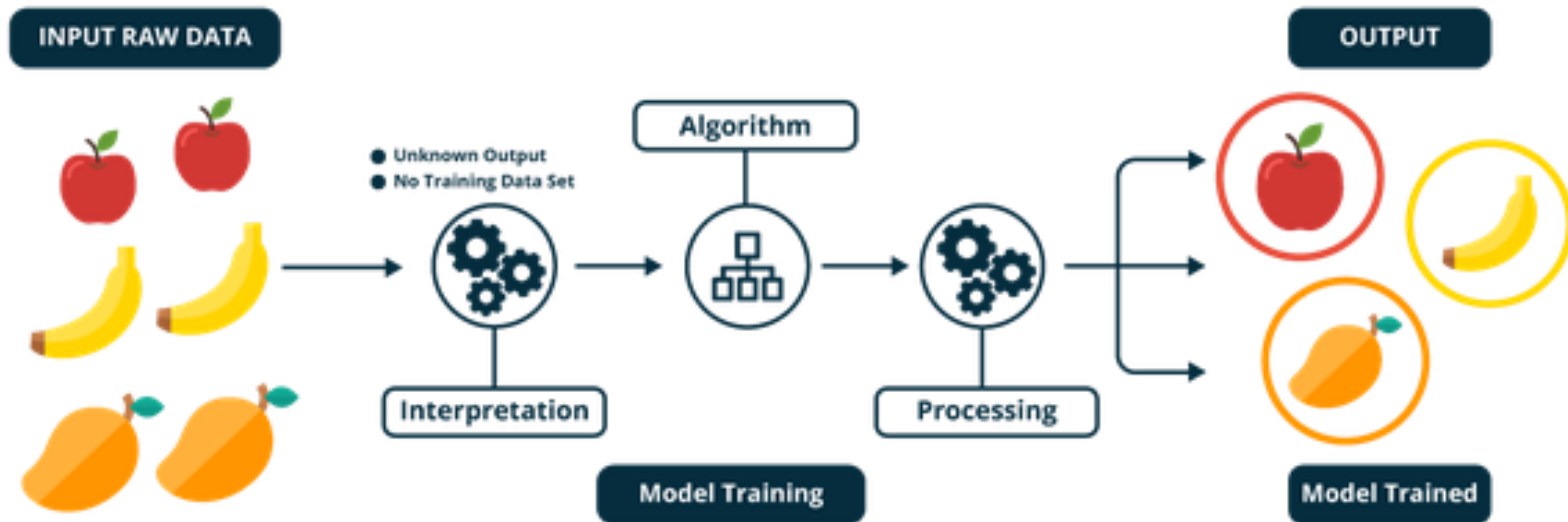 INPUT RAW DATA
OUTPUT
Algorithm
● Unknown Output
● No Training Data Set
Interpretation
Processing
Model Training
Model Trained